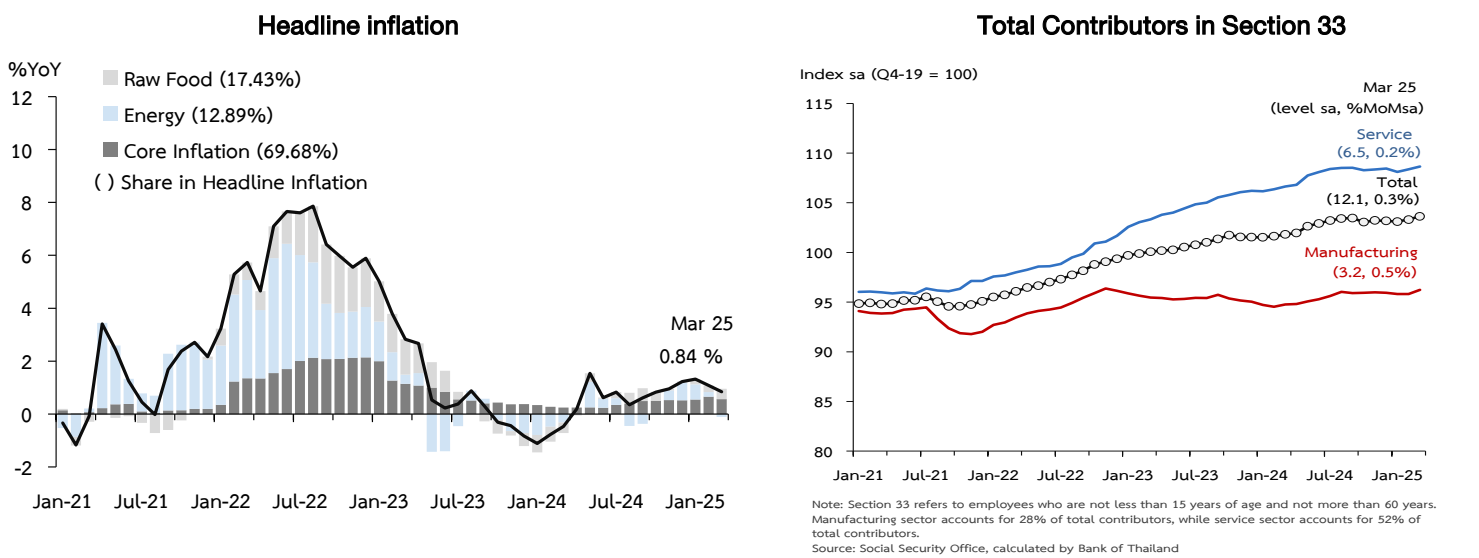 Headline inflation
%YoY
Raw Food (17.43%)
Energy (12.89%)
Core Inflation (69.68%)
( ) Share in Headline Inflation
12
10
8
6
4
2
0
-2
Mar 25
0.84 %
Jan-21 Jul-21 Jan-22 Jul-22 Jan-23 Jul-23 Jan-24 Jul-24 Jan-25
Total Contributors in Section 33
Index sa (Q4-19 = 100)
Mar 25
(level sa, %MoMsa)
Service
(6.5, 0.2%)
Total
(12.1, 0.3%)
Manufacturing
(3.2, 0.5%)
115
110
105
100
95
90
85
80
Jan-21 Jul-21 Jan-22 Jul-22 Jan-23 Jul-23 Jan-24 Jul-24 Jan-25
Note: Section 33 refers to employees who are not less than 15 years of age and not more than 60 years.
Manufacturing sector accounts for 28% of total contributors, while service sector accounts for 52% of
total contributors.
Source: Social Security Office, calculated by Bank of Thailand